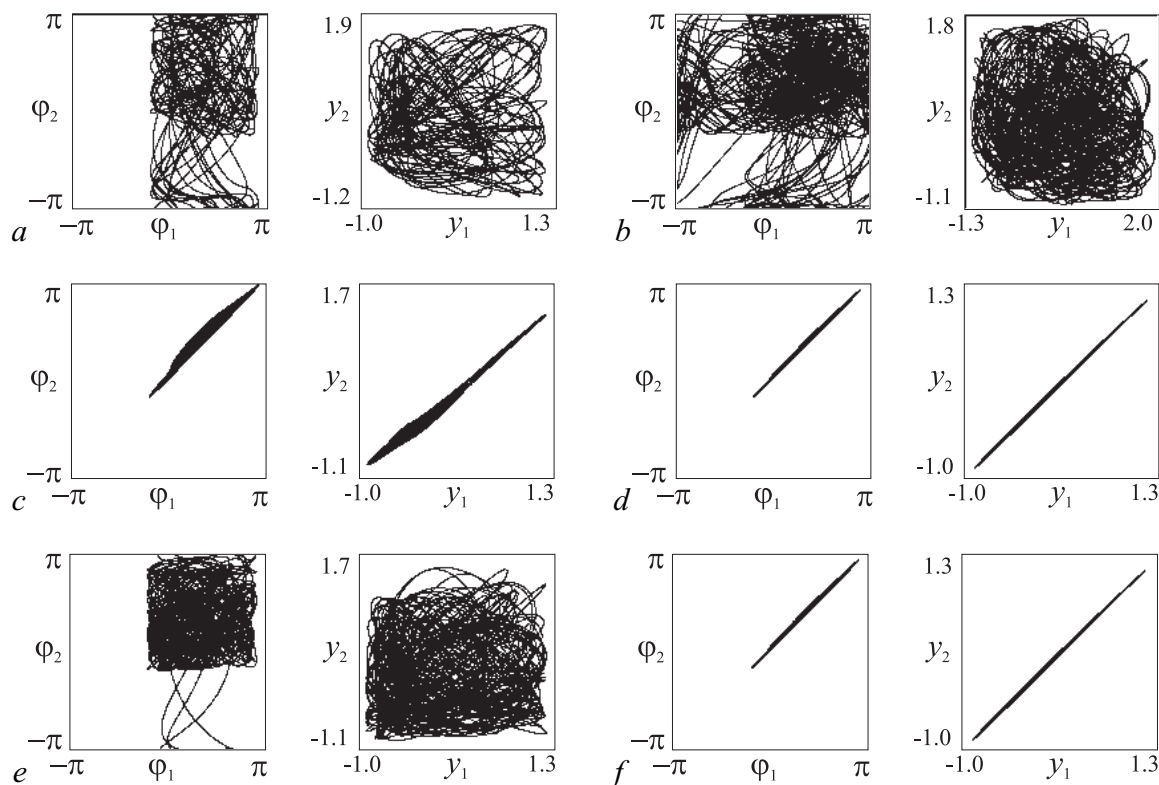 π 1.9 π 1.8
φ₂ y₂ φ₂ y₂
−π -1.2 −π -1.1
a −π φ₁ π -1.0 y₁ 1.3 b −π φ₁ π -1.3 y₁ 2.0
π 1.7 π 1.3
φ₂ y₂ φ₂ y₂
−π -1.1 −π -1.0
c −π φ₁ π -1.0 y₁ 1.3 d −π φ₁ π -1.0 y₁ 1.3
π 1.7 π 1.3
φ₂ y₂ φ₂ y₂
−π -1.1 −π -1.0
e −π φ₁ π -1.0 y₁ 1.3 f −π φ₁ π -1.0 y₁ 1.3